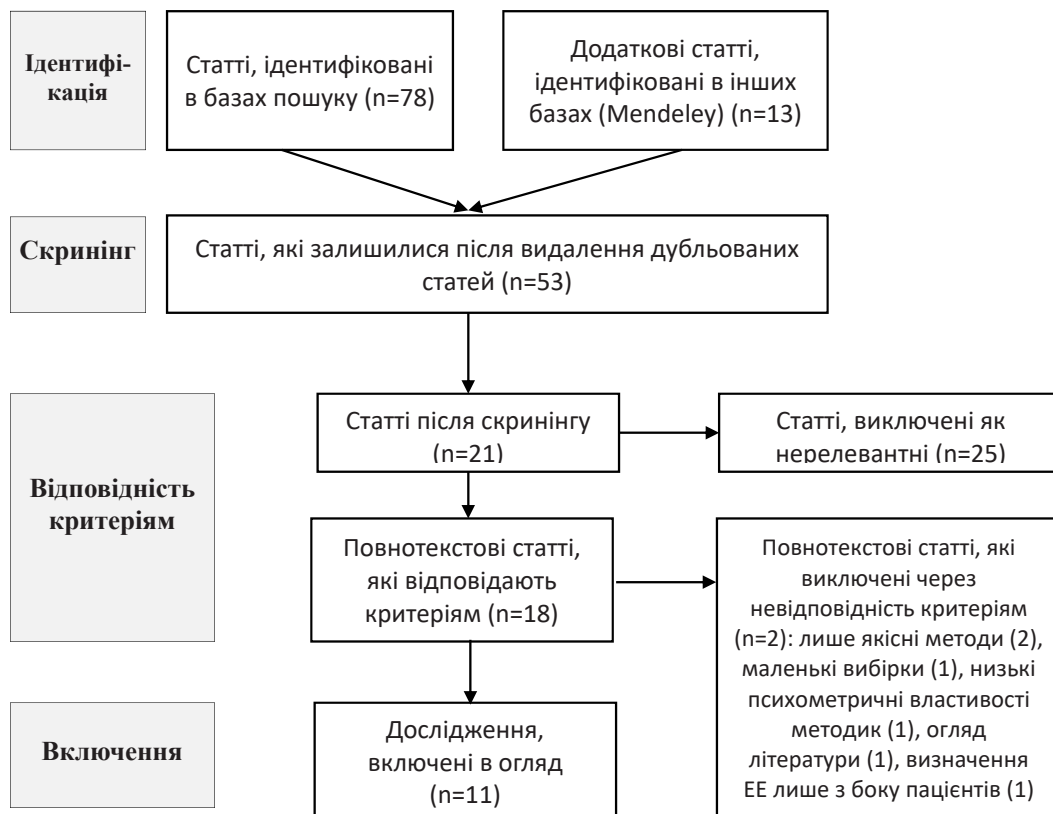 Ідентифі-
кація
Статті, ідентифіковані
в базах пошуку (n=78)
Додаткові статті,
ідентифіковані в інших
базах (Mendeley) (n=13)
Скринінг
Статті, які залишилися після видалення дубльованих
статей (n=53)
Відповідність
критеріям
Статті після скринінгу
(n=21)
Статті, виключені як
нерелевантні (n=25)
Повнотекстові статті,
які відповідають
критеріям (n=18)
Повнотекстові статті, які
виключені через
невідповідність критеріям
(n=2): лише якісні методи (2),
маленькі вибірки (1), низькі
психометричні властивості
методик (1), огляд
літератури (1), визначення
ЕЕ лише з боку пацієнтів (1)
Включення
Дослідження,
включені в огляд
(n=11)